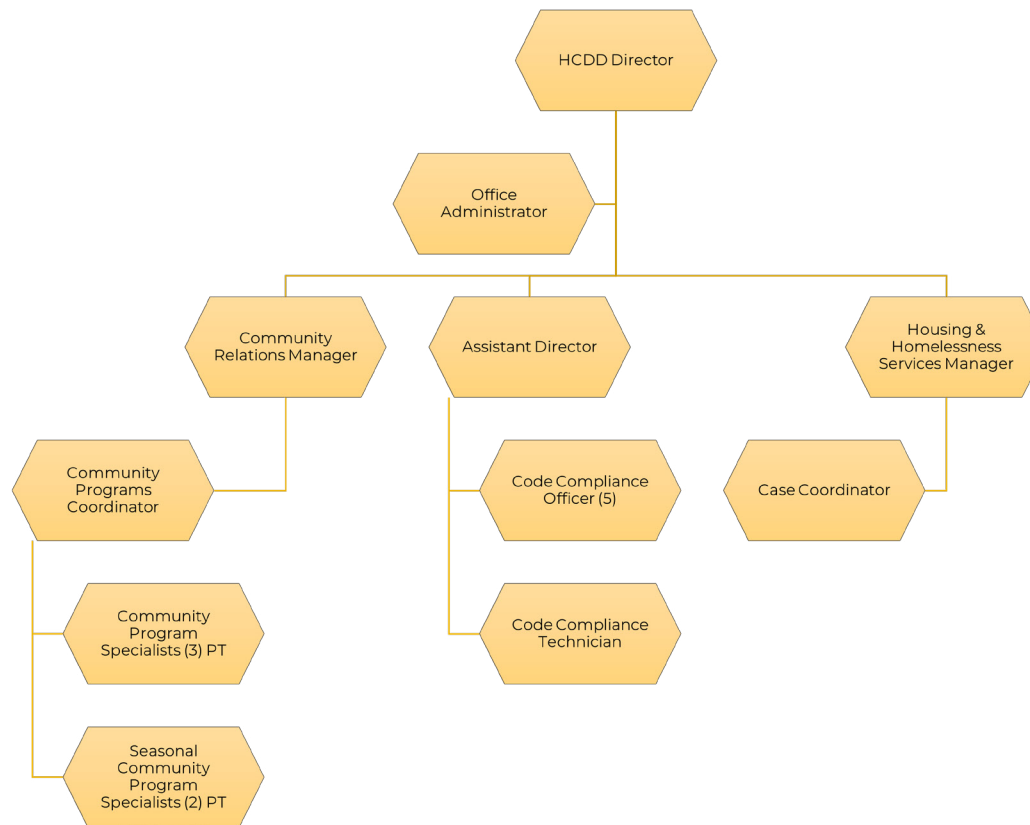 HCDD Director
Office
Administrator
Community
Relations Manager
Assistant Director
Housing &
Homelessness
Services Manager
Community
Programs
Coordinator
Code Compliance
Officer (5)
Case Coordinator
Community
Program
Specialists (3) PT
Code Compliance
Technician
Seasonal
Community
Program
Specialists (2) PT